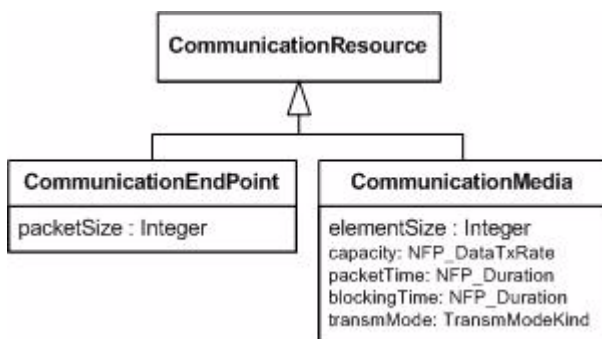 CommunicationResource
CommunicationEndPoint
packetSize : Integer
CommunicationMedia
elementSize : Integer
capacity: NFP_DataTxRate
packetTime: NFP_Duration
blockingTime: NFP_Duration
transmMode: TransmModeKind